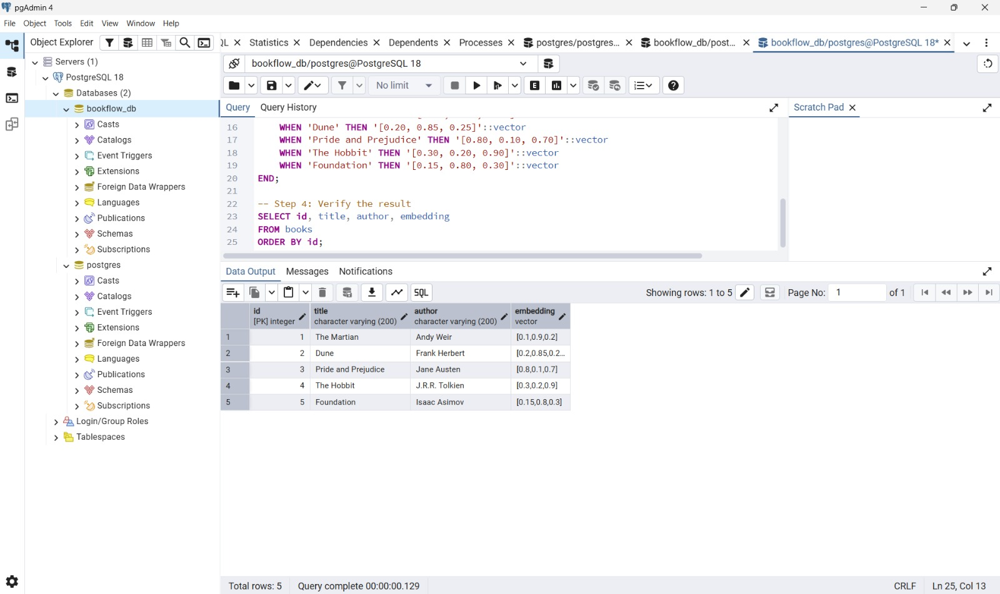 pgAdmin 4
File Object Tools Edit View Window Help
Object Explorer
QL Statistics Dependencies Dependents Processes postgres/postgres... bookflow_db/post... bookflow_db/postgres@PostgreSQL 18*
Servers (1)
PostgreSQL 18
Databases (2)
bookflow_db
Casts
Catalogs
Event Triggers
Extensions
Foreign Data Wrappers
Languages
Publications
Schemas
Subscriptions
postgres
Casts
Catalogs
Event Triggers
Extensions
Foreign Data Wrappers
Languages
Publications
Schemas
Subscriptions
Login/Group Roles
Tablespaces
bookflow_db/postgres@PostgreSQL 18
No limit E
Query Query History
Scratch Pad
16 WHEN 'Dune' THEN '[0.20, 0.85, 0.25]'::vector
17 WHEN 'Pride and Prejudice' THEN '[0.80, 0.10, 0.70]'::vector
18 WHEN 'The Hobbit' THEN '[0.30, 0.20, 0.90]'::vector
19 WHEN 'Foundation' THEN '[0.15, 0.80, 0.30]'::vector
20 END;
21
22 -- Step 4: Verify the result
23 SELECT id, title, author, embedding
24 FROM books
25 ORDER BY id;
Data Output Messages Notifications
SQL Showing rows: 1 to 5 Page No: 1 of 1
id title author embedding
[PK] integer character varying (200) character varying (200) vector
1 1 The Martian Andy Weir [0.1,0.9,0.2]
2 2 Dune Frank Herbert [0.2,0.85,0.2...
3 3 Pride and Prejudice Jane Austen [0.8,0.1,0.7]
4 4 The Hobbit J.R.R. Tolkien [0.3,0.2,0.9]
5 5 Foundation Isaac Asimov [0.15,0.8,0.3]
Total rows: 5 Query complete 00:00:00.129 CRLF Ln 25, Col 13